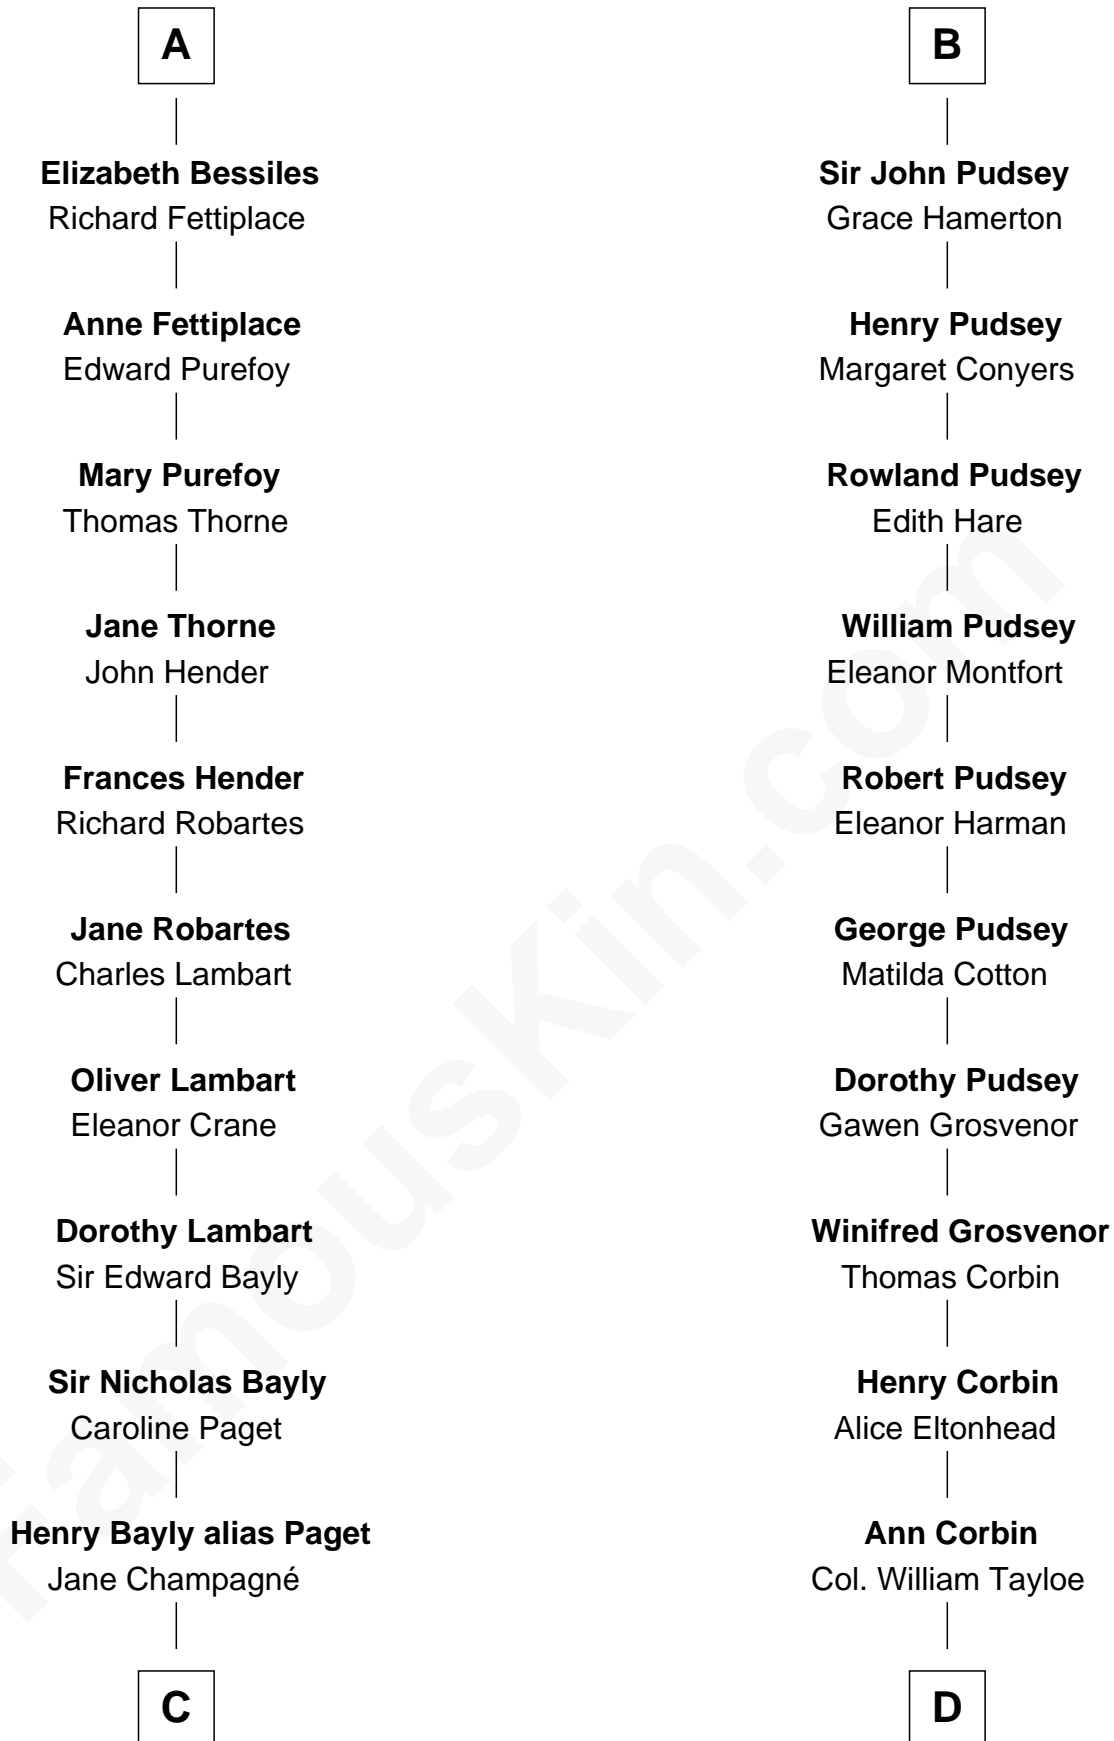 A
Elizabeth Bessiles
Richard Fettiplace
Anne Fettiplace
Edward Purefoy
Mary Purefoy
Thomas Thorne
Jane Thorne
John Hender
Frances Hender
Richard Robartes
Jane Robartes
Charles Lambart
Oliver Lambart
Eleanor Crane
Dorothy Lambart
Sir Edward Bayly
Sir Nicholas Bayly
Caroline Paget
Henry Bayly alias Paget
Jane Champagné
C
B
Sir John Pudsey
Grace Hamerton
Henry Pudsey
Margaret Conyers
Rowland Pudsey
Edith Hare
William Pudsey
Eleanor Montfort
Robert Pudsey
Eleanor Harman
George Pudsey
Matilda Cotton
Dorothy Pudsey
Gawen Grosvenor
Winifred Grosvenor
Thomas Corbin
Henry Corbin
Alice Eltonhead
Ann Corbin
Col. William Tayloe
D
FamousKin.com